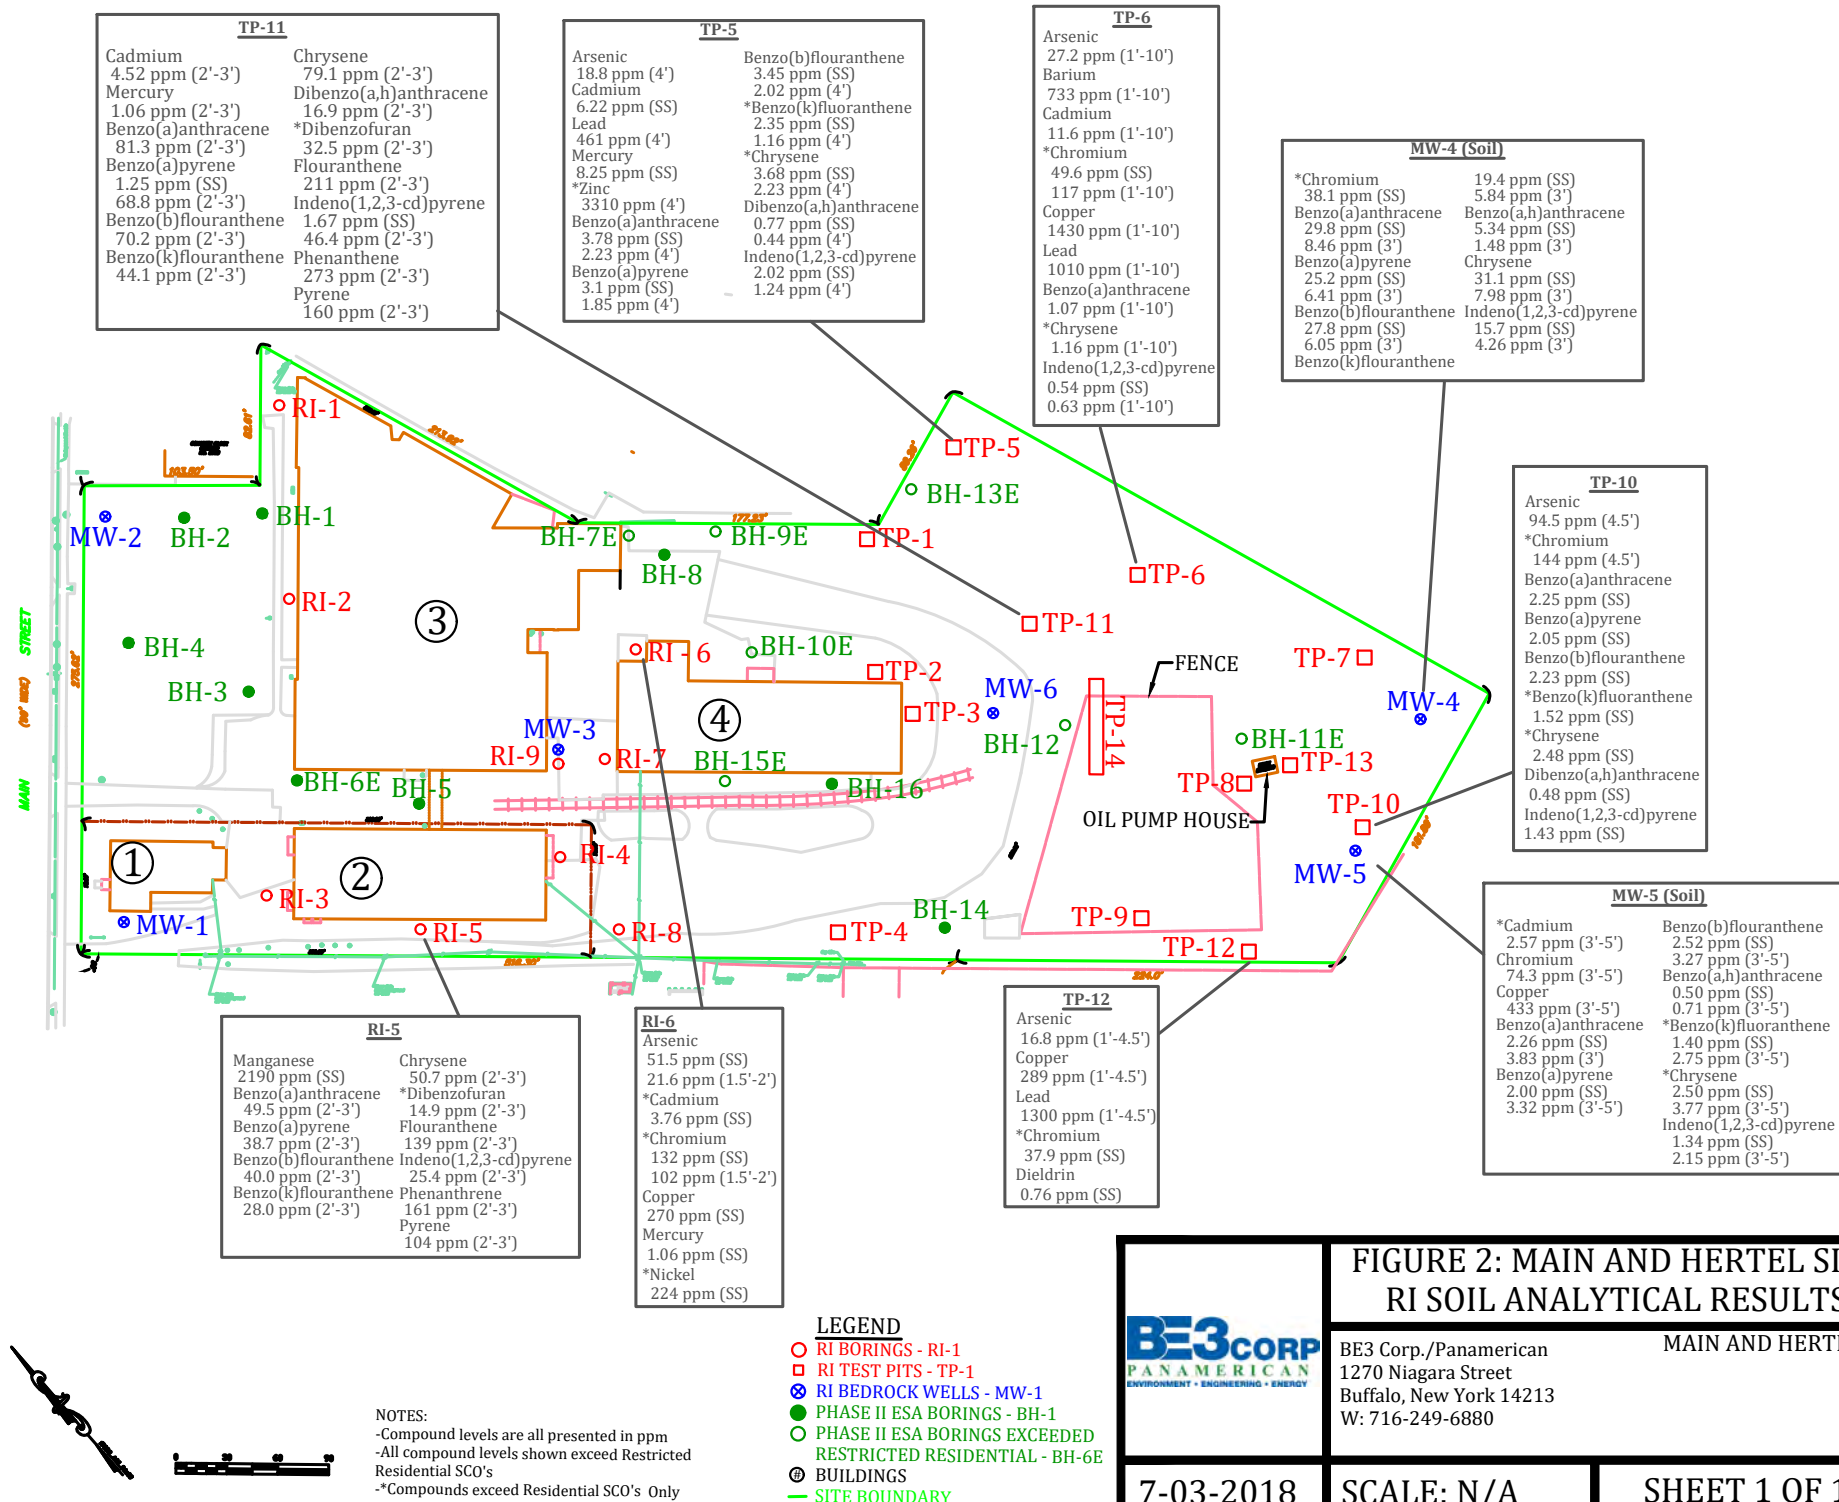 TP-11
Cadmium
4.52 ppm (2'-3')
Mercury
1.06 ppm (2'-3')
Benzo(a)anthracene
81.3 ppm (2'-3')
Benzo(a)pyrene
1.25 ppm (SS)
68.8 ppm (2'-3')
Benzo(b)flouranthene
70.2 ppm (2'-3')
Benzo(k)flouranthene
44.1 ppm (2'-3')
Chrysene
79.1 ppm (2'-3')
Dibenzo(a,h)anthracene
16.9 ppm (2'-3')
*Dibenzofuran
32.5 ppm (2'-3')
Flouranthene
211 ppm (2'-3')
Indeno(1,2,3-cd)pyrene
1.67 ppm (SS)
46.4 ppm (2'-3')
Phenanthene
273 ppm (2'-3')
Pyrene
160 ppm (2'-3')
TP-5
Arsenic
18.8 ppm (4')
Cadmium
6.22 ppm (SS)
Lead
461 ppm (4')
Mercury
8.25 ppm (SS)
*Zinc
3310 ppm (4')
Benzo(a)anthracene
3.78 ppm (SS)
2.23 ppm (4')
Benzo(a)pyrene
3.1 ppm (SS)
1.85 ppm (4')
Benzo(b)flouranthene
3.45 ppm (SS)
2.02 ppm (4')
*Benzo(k)fluoranthene
2.35 ppm (SS)
1.16 ppm (4')
*Chrysene
3.68 ppm (SS)
2.23 ppm (4')
Dibenzo(a,h)anthracene
0.77 ppm (SS)
0.44 ppm (4')
Indeno(1,2,3-cd)pyrene
2.02 ppm (SS)
1.24 ppm (4')
TP-6
Arsenic
27.2 ppm (1'-10')
Barium
733 ppm (1'-10')
Cadmium
11.6 ppm (1'-10')
*Chromium
49.6 ppm (SS)
117 ppm (1'-10')
Copper
1430 ppm (1'-10')
Lead
1010 ppm (1'-10')
Benzo(a)anthracene
1.07 ppm (1'-10')
*Chrysene
1.16 ppm (1'-10')
Indeno(1,2,3-cd)pyrene
0.54 ppm (SS)
0.63 ppm (1'-10')
MW-4 (Soil)
*Chromium
38.1 ppm (SS)
Benzo(a)anthracene
29.8 ppm (SS)
8.46 ppm (3')
Benzo(a)pyrene
25.2 ppm (SS)
6.41 ppm (3')
Benzo(b)flouranthene
27.8 ppm (SS)
6.05 ppm (3')
Benzo(k)flouranthene
19.4 ppm (SS)
5.84 ppm (3')
Benzo(a,h)anthracene
5.34 ppm (SS)
1.48 ppm (3')
Chrysene
31.1 ppm (SS)
7.98 ppm (3')
Indeno(1,2,3-cd)pyrene
15.7 ppm (SS)
4.26 ppm (3')
TP-10
Arsenic
94.5 ppm (4.5')
*Chromium
144 ppm (4.5')
Benzo(a)anthracene
2.25 ppm (SS)
Benzo(a)pyrene
2.05 ppm (SS)
Benzo(b)flouranthene
2.23 ppm (SS)
*Benzo(k)fluoranthene
1.52 ppm (SS)
*Chrysene
2.48 ppm (SS)
Dibenzo(a,h)anthracene
0.48 ppm (SS)
Indeno(1,2,3-cd)pyrene
1.43 ppm (SS)
MW-5 (Soil)
*Cadmium
2.57 ppm (3'-5')
Chromium
74.3 ppm (3'-5')
Copper
433 ppm (3'-5')
Benzo(a)anthracene
2.26 ppm (SS)
3.83 ppm (3')
Benzo(a)pyrene
2.00 ppm (SS)
3.32 ppm (3'-5')
Benzo(b)flouranthene
2.52 ppm (SS)
3.27 ppm (3'-5')
Benzo(a,h)anthracene
0.50 ppm (SS)
0.71 ppm (3'-5')
*Benzo(k)fluoranthene
1.40 ppm (SS)
2.75 ppm (3'-5')
*Chrysene
2.50 ppm (SS)
3.77 ppm (3'-5')
Indeno(1,2,3-cd)pyrene
1.34 ppm (SS)
2.15 ppm (3'-5')
RI-1
82.01'
273.92'
103.50'
MW-2
BH-2
BH-1
BH-7E
177.23'
BH-9E
BH-8
TP-5
BH-13E
TP-1
TP-6
TP-11
RI-2
3
BH-4
BH-3
MAIN (99' WIDE) STREET
RI - 6
BH-10E
TP-2
TP-3
MW-6
FENCE
TP-7
MW-4
4
MW-3
RI-9
RI-7
BH-15E
BH-16
BH-12
TP-14
BH-11E
TP-13
TP-8
TP-10
OIL PUMP HOUSE
MW-5
BH-6E
BH-5
1
2
RI-4
RI-3
MW-1
RI-5
RI-8
TP-4
BH-14
TP-9
TP-12
224.0'
RI-5
Manganese
2190 ppm (SS)
Benzo(a)anthracene
49.5 ppm (2'-3')
Benzo(a)pyrene
38.7 ppm (2'-3')
Benzo(b)flouranthene
40.0 ppm (2'-3')
Benzo(k)flouranthene
28.0 ppm (2'-3')
Chrysene
50.7 ppm (2'-3')
*Dibenzofuran
14.9 ppm (2'-3')
Flouranthene
139 ppm (2'-3')
Indeno(1,2,3-cd)pyrene
25.4 ppm (2'-3')
Phenanthrene
161 ppm (2'-3')
Pyrene
104 ppm (2'-3')
RI-6
Arsenic
51.5 ppm (SS)
21.6 ppm (1.5'-2')
*Cadmium
3.76 ppm (SS)
*Chromium
132 ppm (SS)
102 ppm (1.5'-2')
Copper
270 ppm (SS)
Mercury
1.06 ppm (SS)
*Nickel
224 ppm (SS)
TP-12
Arsenic
16.8 ppm (1'-4.5')
Copper
289 ppm (1'-4.5')
Lead
1300 ppm (1'-4.5')
*Chromium
37.9 ppm (SS)
Dieldrin
0.76 ppm (SS)
NOTES:
-Compound levels are all presented in ppm
-All compound levels shown exceed Restricted
Residential SCO's
-*Compounds exceed Residential SCO's Only
LEGEND
RI BORINGS - RI-1
RI TEST PITS - TP-1
RI BEDROCK WELLS - MW-1
PHASE II ESA BORINGS - BH-1
PHASE II ESA BORINGS EXCEEDED
RESTRICTED RESIDENTIAL - BH-6E
# BUILDINGS
SITE BOUNDARY
BE3CORP
PANAMERICAN
ENVIRONMENT • ENGINEERING • ENERGY
FIGURE 2: MAIN AND HERTEL SI
RI SOIL ANALYTICAL RESULTS
BE3 Corp./Panamerican
1270 Niagara Street
Buffalo, New York 14213
W: 716-249-6880
MAIN AND HERTE
7-03-2018
SCALE: N/A
SHEET 1 OF 1